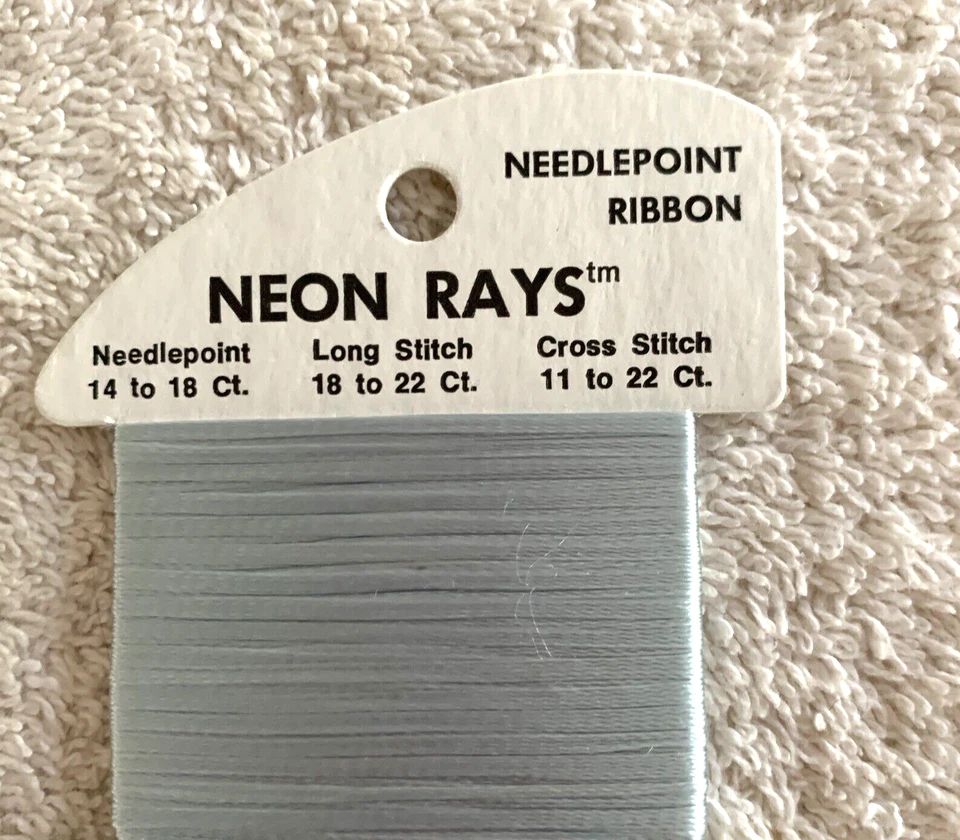 NEEDLEPOINT
RIBBON
NEON RAYS™
Needlepoint Long Stitch Cross Stitch
14 to 18 Ct. 18 to 22 Ct. 11 to 22 Ct.